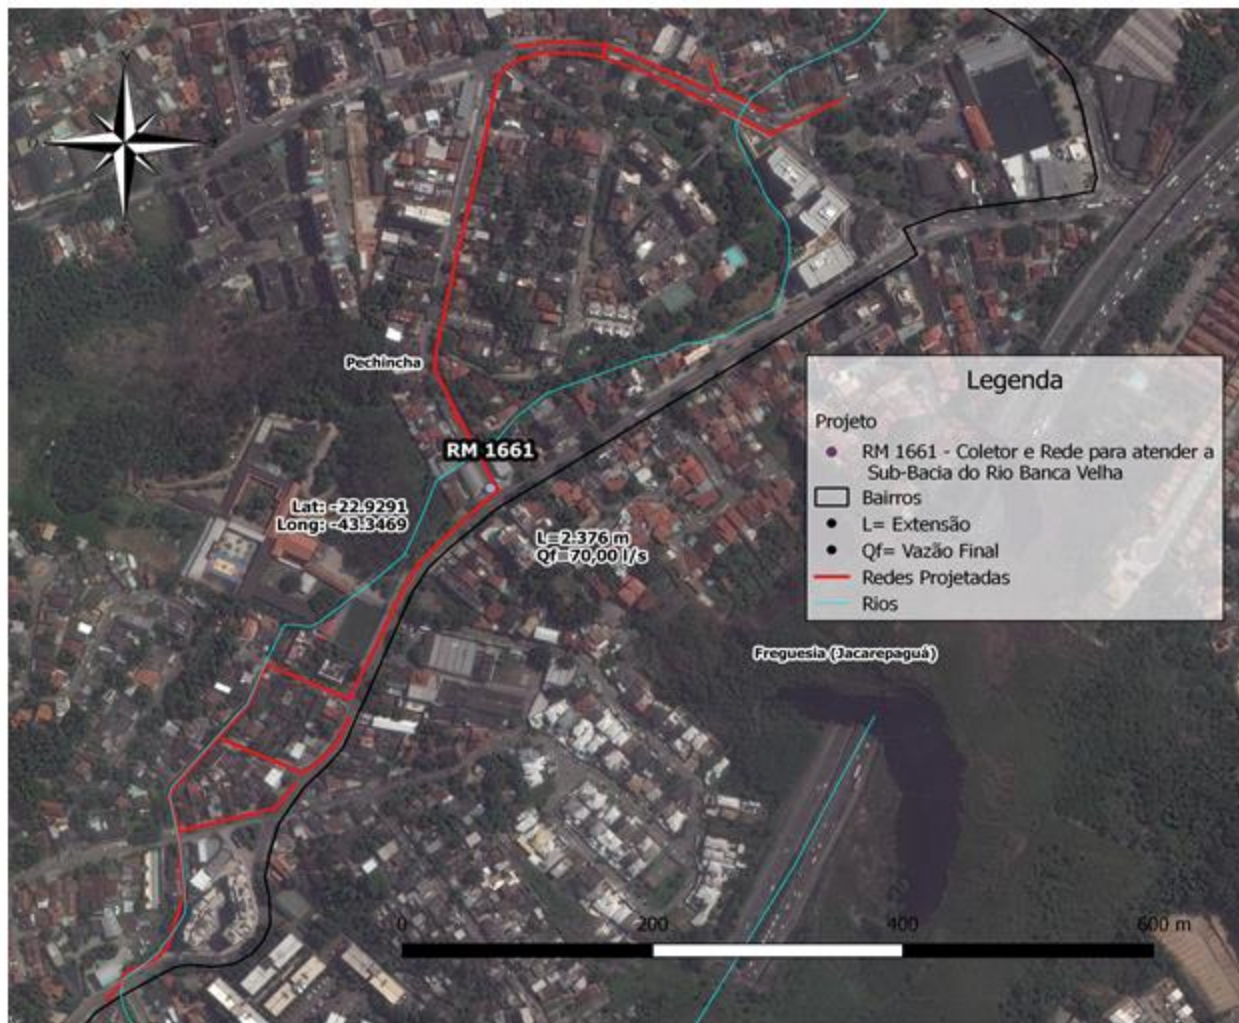 Pechincha
RM 1661
Lat: -22.9291
Long: -43.3469
L=2.376 m
Qf=70,00 l/s
Legenda
Projeto
RM 1661 - Coletor e Rede para atender a
Sub-Bacia do Rio Banca Velha
Bairros
L= Extensão
Qf= Vazão Final
Redes Projetadas
Rios
Freguesia (Jacarepaguá)
0 200 400 600 m